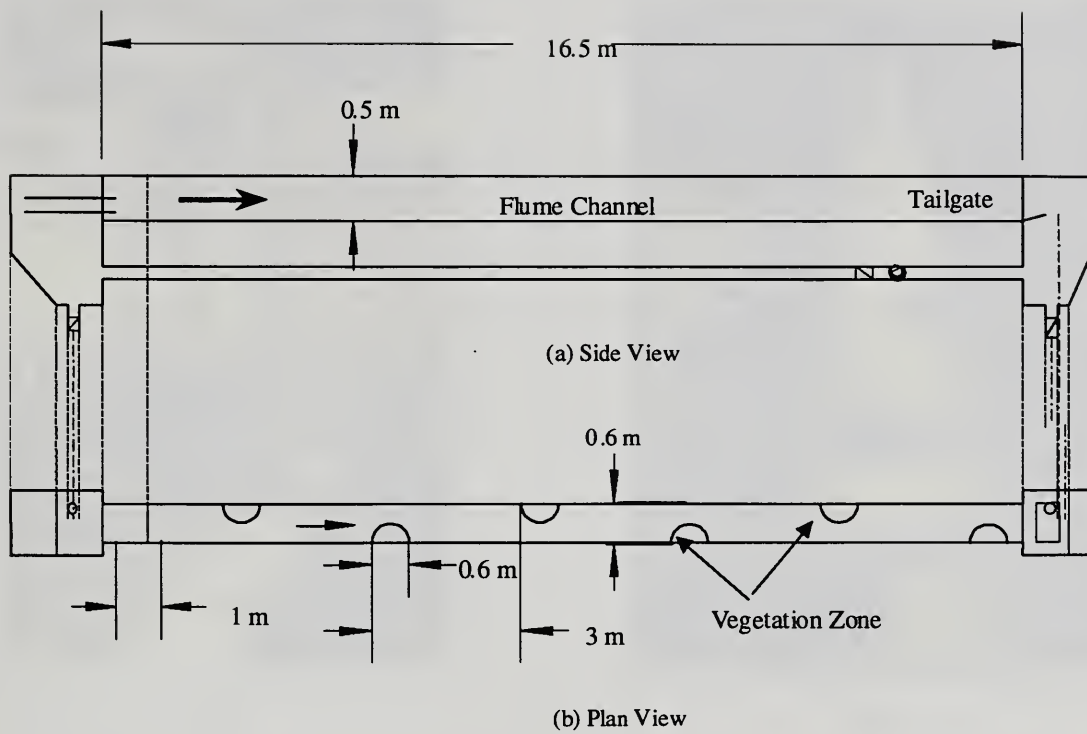 16.5 m
0.5 m
Flume Channel
Tailgate
(a) Side View
0.6 m
0.6 m
1 m
3 m
Vegetation Zone
(b) Plan View